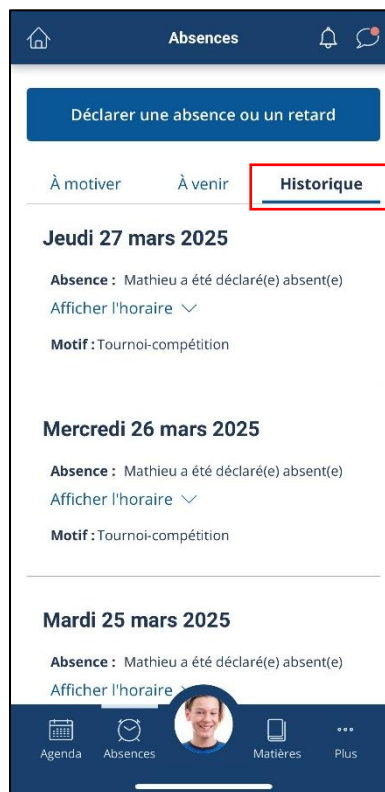 Absences
Déclarer une absence ou un retard
À motiver À venir Historique
Jeudi 27 mars 2025
Absence : Mathieu a été déclaré(e) absent(e)
Afficher l'horaire
Motif : Tournoi-compétition
Mercredi 26 mars 2025
Absence : Mathieu a été déclaré(e) absent(e)
Afficher l'horaire
Motif : Tournoi-compétition
Mardi 25 mars 2025
Absence : Mathieu a été déclaré(e) absent(e)
Afficher l'horaire
Agenda Absences Matières Plus